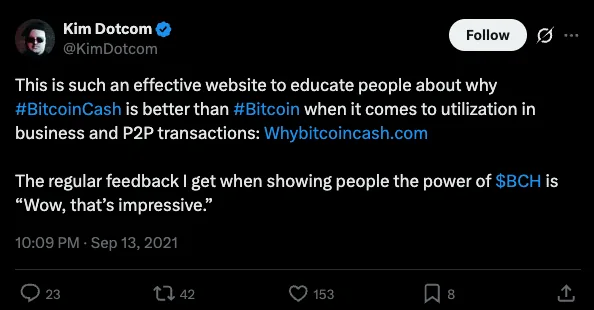 Kim Dotcom
@KimDotcom
Follow
This is such an effective website to educate people about why
#BitcoinCash is better than #Bitcoin when it comes to utilization in
business and P2P transactions: Whybitcoincash.com
The regular feedback I get when showing people the power of $BCH is
“Wow, that’s impressive.”
10:09 PM · Sep 13, 2021
23
42
153
8